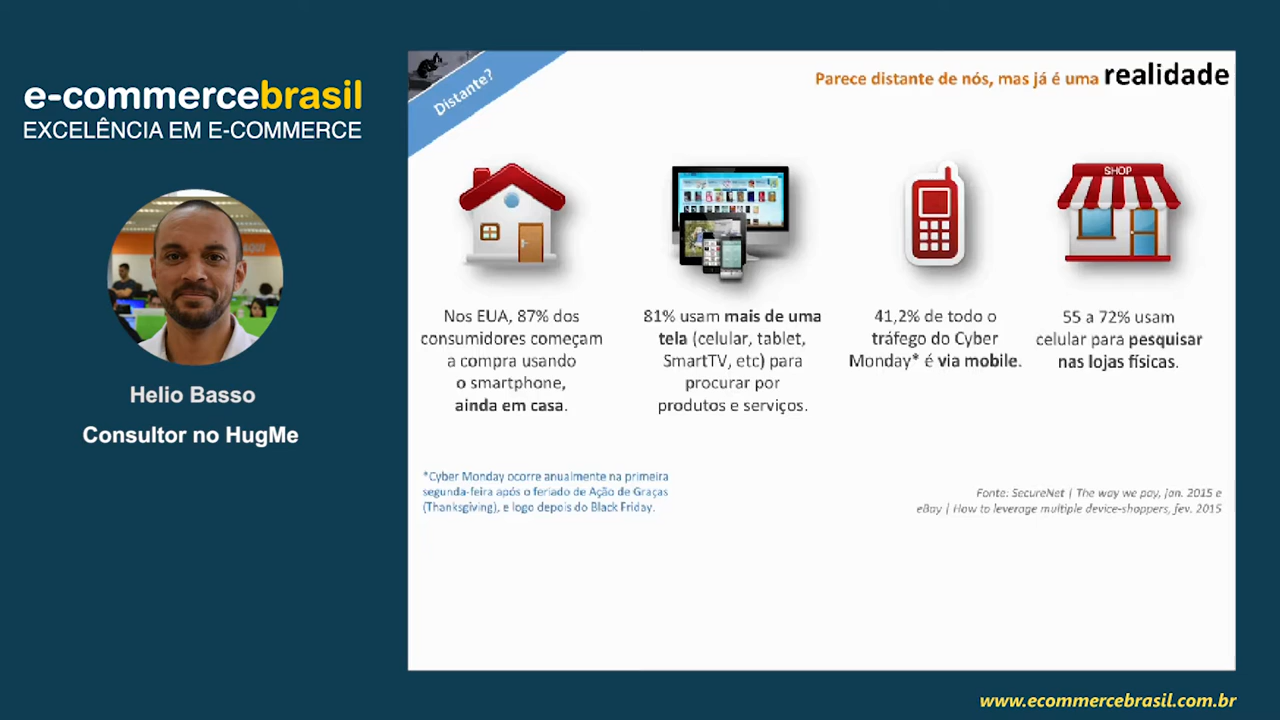 e-commercebrasil
EXCELÊNCIA EM E-COMMERCE
Helio Basso
Consultor no HugMe
Distante?
Parece distante de nós, mas já é uma realidade
SHOP
Nos EUA, 87% dos
consumidores começam
a compra usando
o smartphone,
ainda em casa.
81% usam mais de uma
tela (celular, tablet,
SmartTV, etc) para
procurar por
produtos e serviços.
41,2% de todo o
tráfego do Cyber
Monday* é via mobile.
55 a 72% usam
celular para pesquisar
nas lojas físicas.
*Cyber Monday ocorre anualmente na primeira
segunda-feira após o feriado de Ação de Graças
(Thanksgiving), e logo depois do Black Friday.
Fonte: SecureNet | The way we pay, jan. 2015 e
eBay | How to leverage multiple device-shoppers, fev. 2015
www.ecommercebrasil.com.br